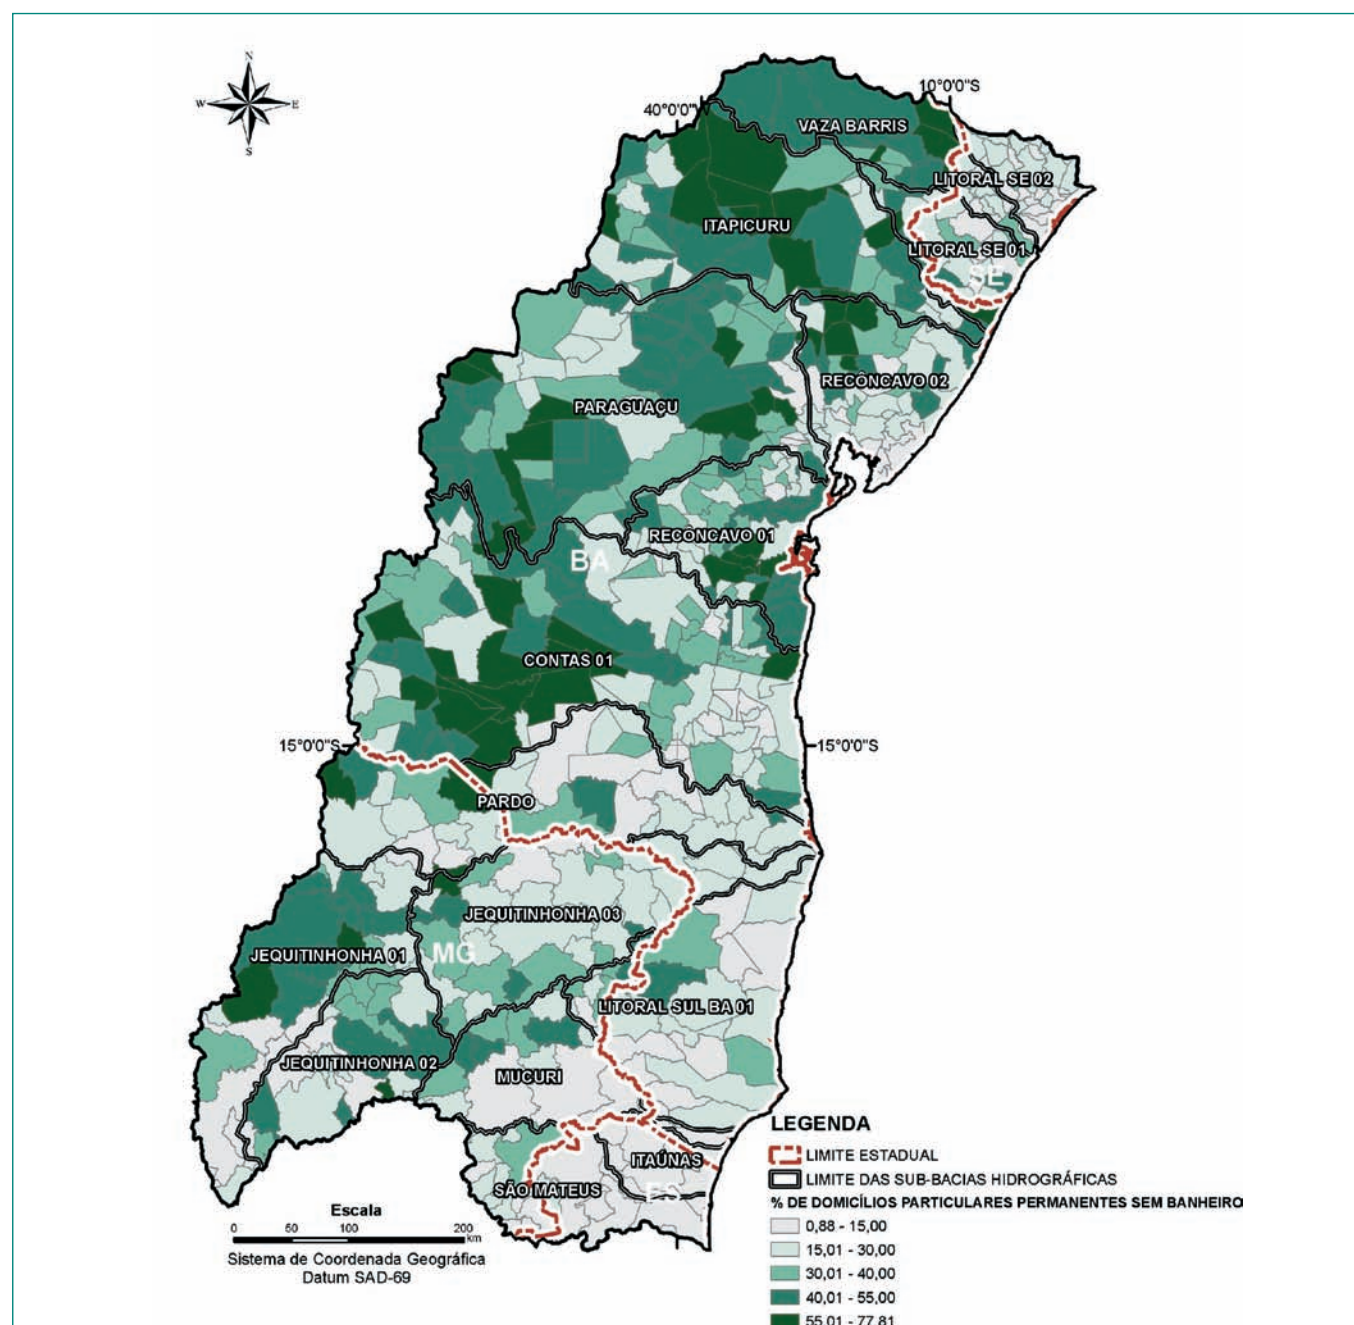 N
W E
S
10°0'0"S
40°0'0"W
VAZA BARRIS
LITORAL SE 02
ITAPICURU
LITORAL SE 01
SE
RECÔNCAVO 02
PARAGUAÇU
RECÔNCAVO 01
BA
CONTAS 01
15°0'0"S 15°0'0"S
PARDO
JEQUITINHONHA 03
JEQUITINHONHA 01
MG
LITORAL SUL BA 01
JEQUITINHONHA 02
MUCURI
ITAÚNAS
SÃO MATEUS
ES
LEGENDA
LIMITE ESTADUAL
LIMITE DAS SUB-BACIAS HIDROGRÁFICAS
% DE DOMICÍLIOS PARTICULARES PERMANENTES SEM BANHEIRO
0,88 - 15,00
15,01 - 30,00
30,01 - 40,00
40,01 - 55,00
55,01 - 77,81
Escala
0 50 100 200
km
Sistema de Coordenada Geográfica
Datum SAD-69